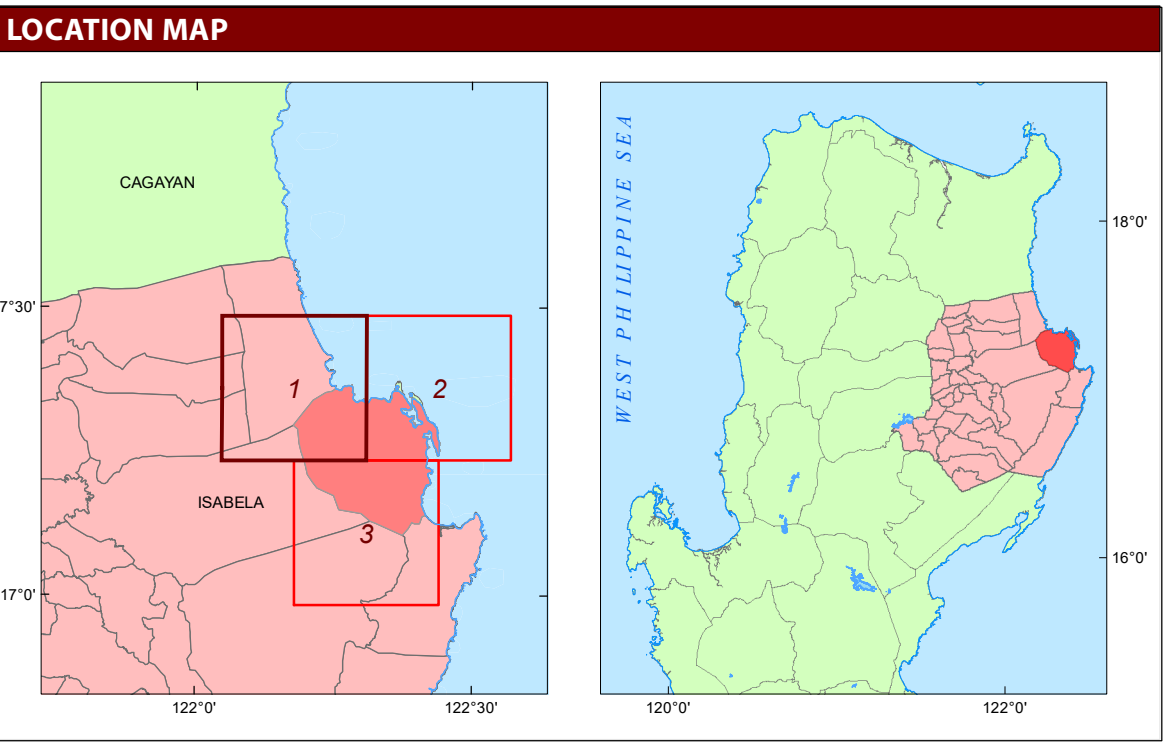 LOCATION MAP
CAGAYAN
7°30'
1
2
ISABELA
3
17°0'
122°0'
122°30'
WEST PHILIPPINE SEA
18°0'
16°0'
120°0'
122°0'